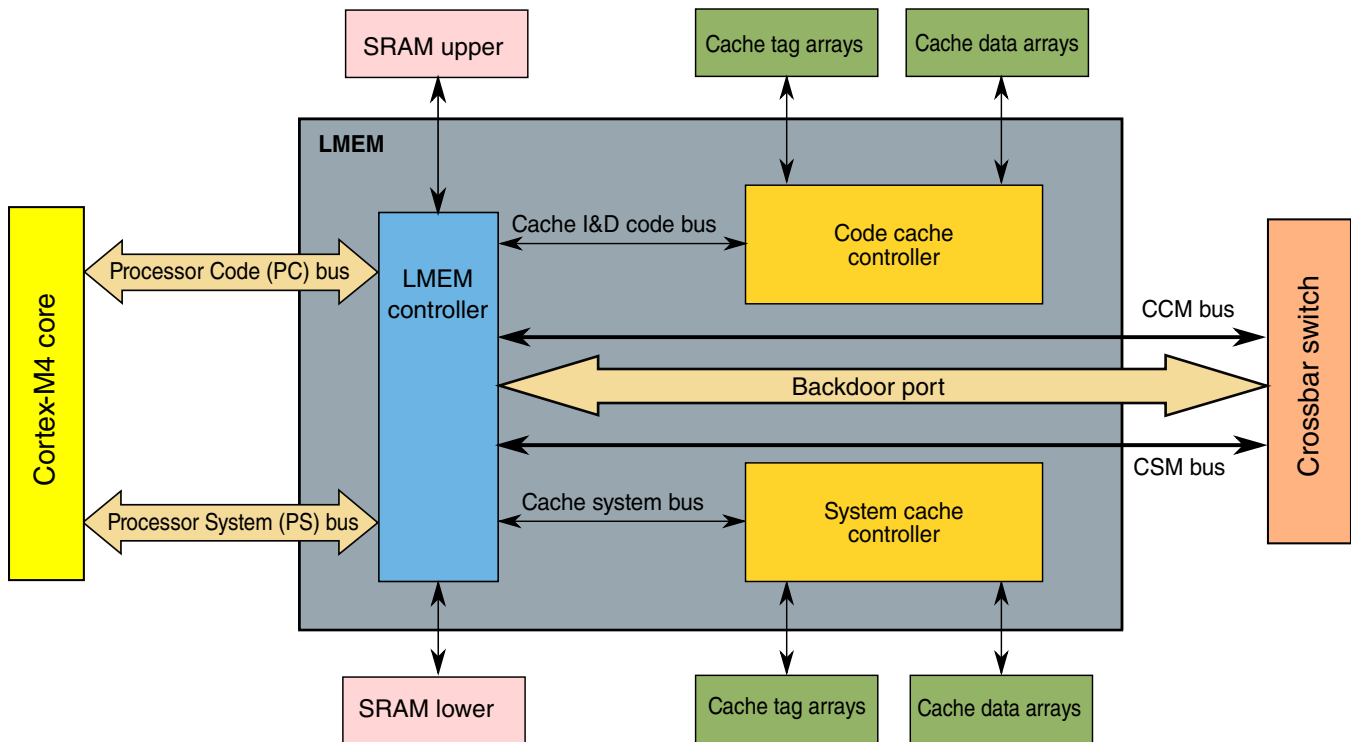 SRAM upper
Cache tag arrays
Cache data arrays
LMEM
Cortex-M4 core
Processor Code (PC) bus
LMEM
controller
Cache I&D code bus
Code cache
controller
CCM bus
Backdoor port
Crossbar switch
CSM bus
Processor System (PS) bus
Cache system bus
System cache
controller
SRAM lower
Cache tag arrays
Cache data arrays